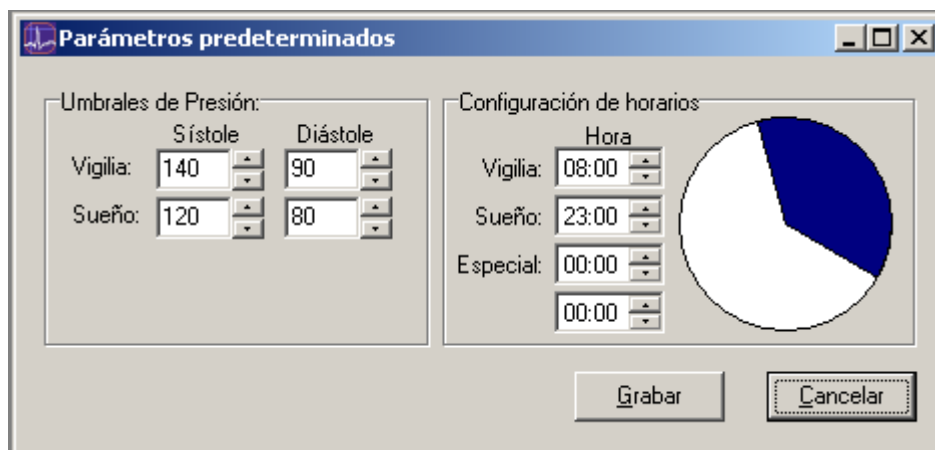 Parámetros predeterminados
Umbrales de Presión:
Sístole Diástole
Vigilia: 140 90
Sueño: 120 80
Configuración de horarios
Hora
Vigilia: 08:00
Sueño: 23:00
Especial: 00:00
00:00
Grabar Cancelar